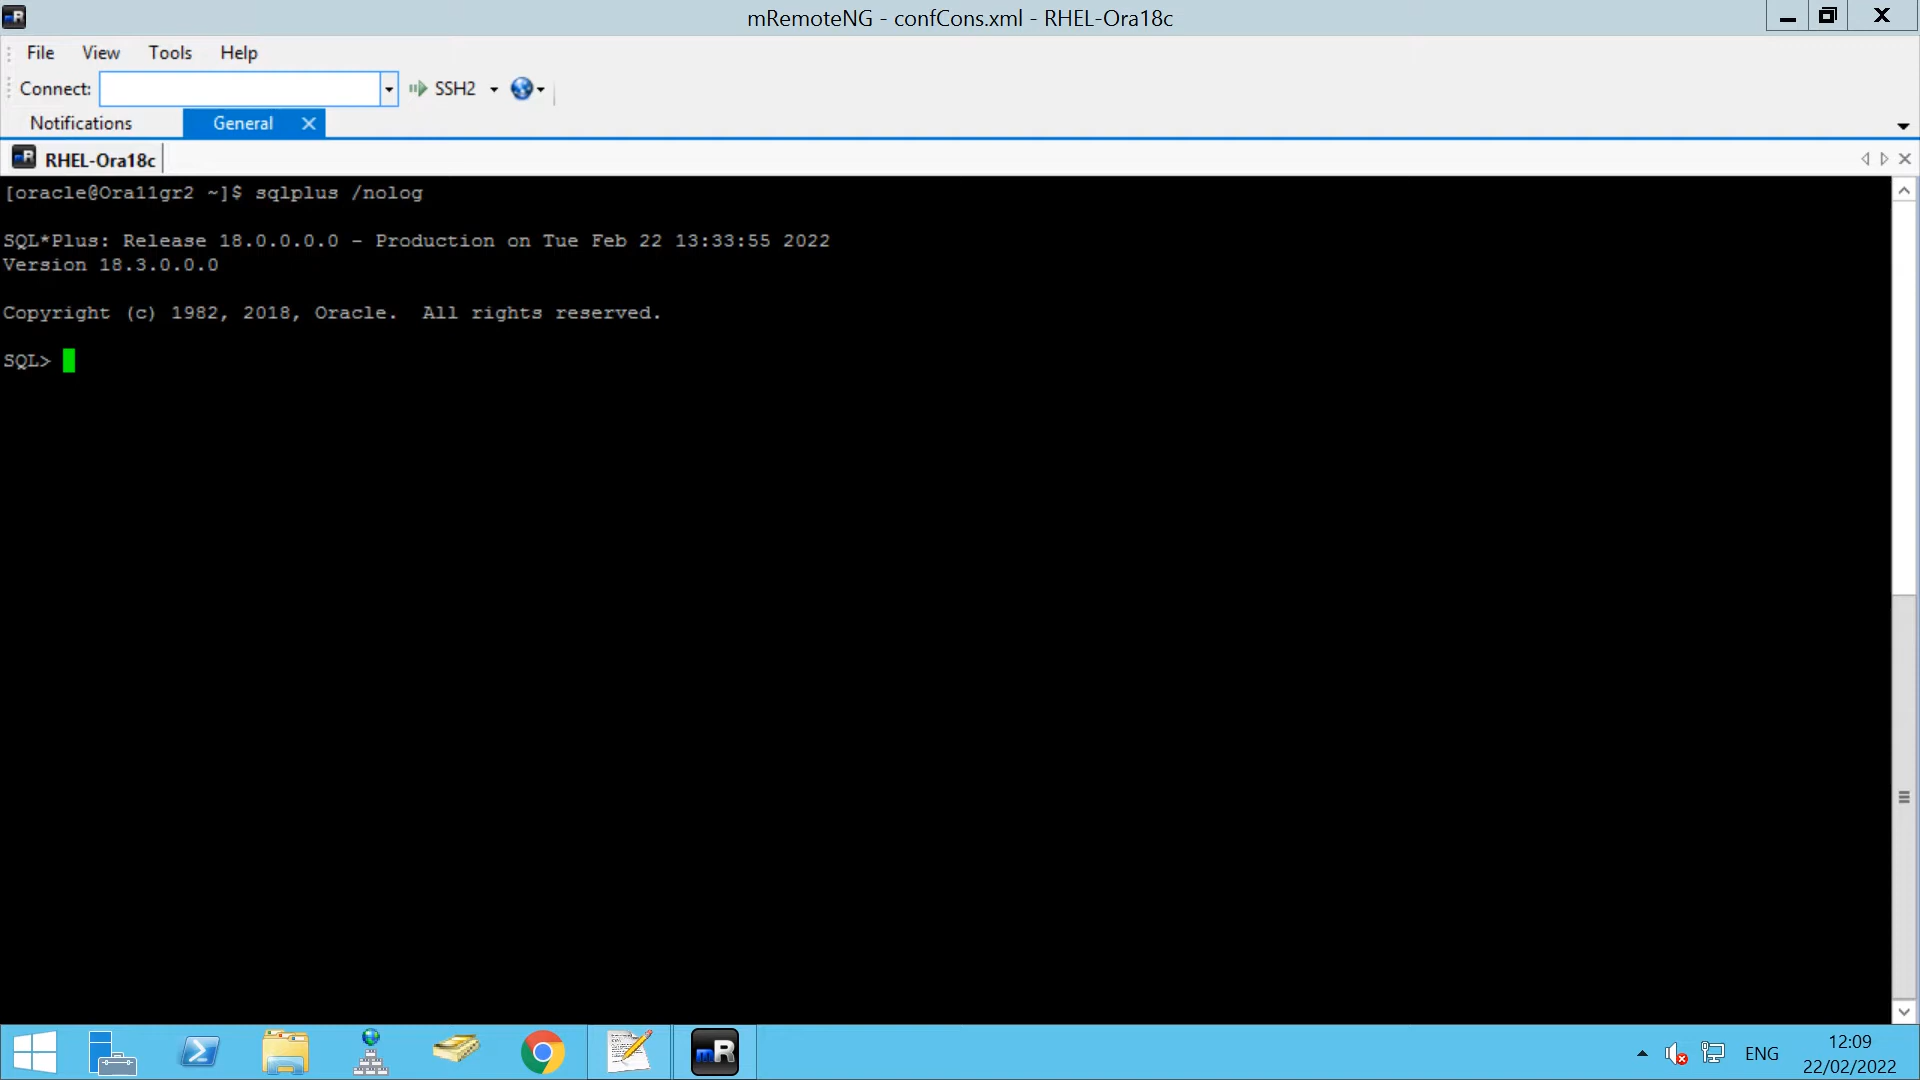 mRemoteNG - confCons.xml - RHEL-Ora18c
File View Tools Help
Connect: SSH2
Notifications General
RHEL-Ora18c
[oracle@Ora11gr2 ~]$ sqlplus /nolog
SQL*Plus: Release 18.0.0.0.0 - Production on Tue Feb 22 13:33:55 2022
Version 18.3.0.0.0
Copyright (c) 1982, 2018, Oracle.  All rights reserved.
SQL>
mR
ENG
12:09
22/02/2022